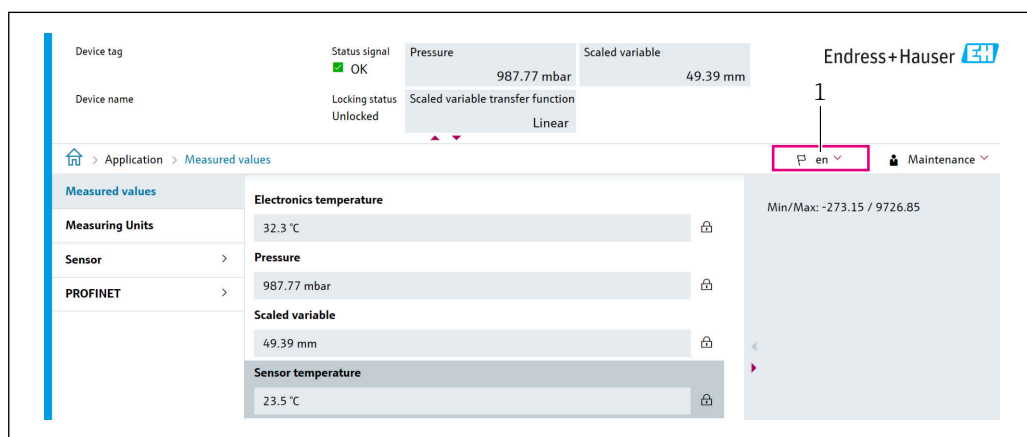 Device tag
Status signal
OK
Pressure
987.77 mbar
Scaled variable
49.39 mm
Endress+Hauser EH
Device name
Locking status
Unlocked
Scaled variable transfer function
Linear
1
> Application > Measured values
en
Maintenance
Measured values
Measuring Units
Sensor >
PROFINET >
Electronics temperature
32.3 °C
Pressure
987.77 mbar
Scaled variable
49.39 mm
Sensor temperature
23.5 °C
Min/Max: -273.15 / 9726.85